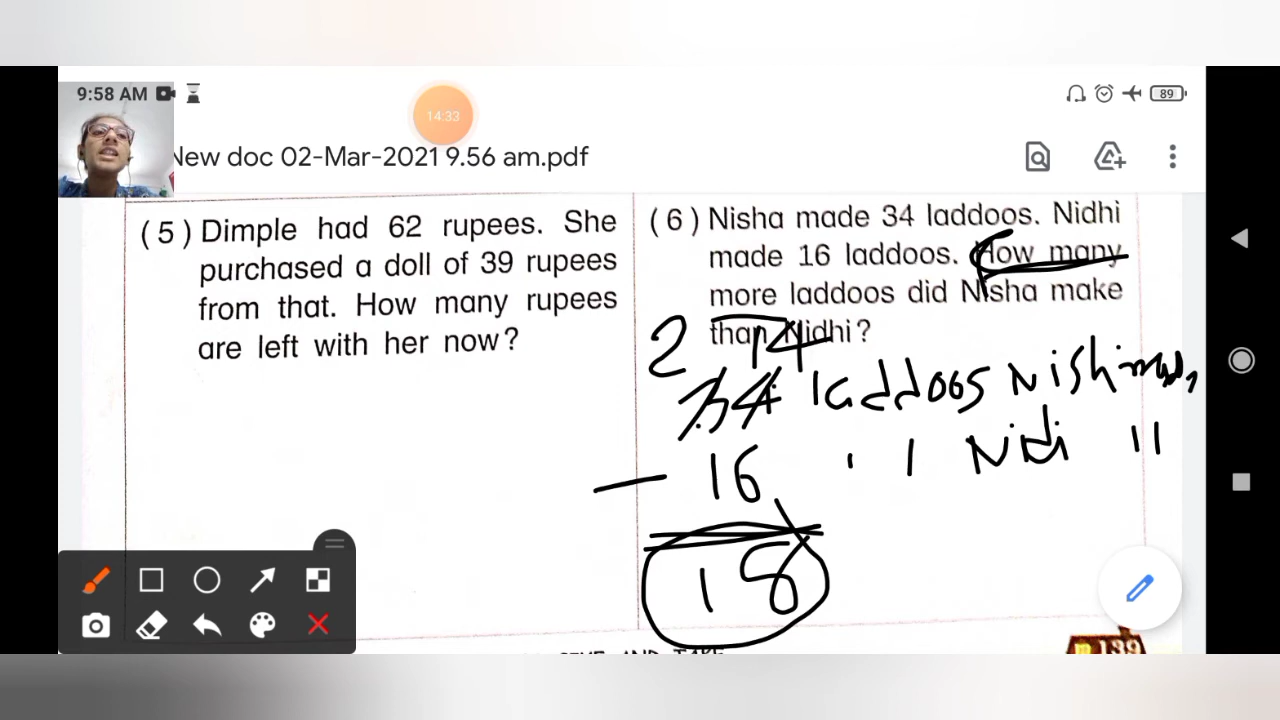 9:58 AM
14:33
89
New doc 02-Mar-2021 9.56 am.pdf
(5) Dimple had 62 rupees. She
purchased a doll of 39 rupees
from that. How many rupees
are left with her now?
(6) Nisha made 34 laddoos. Nidhi
made 16 laddoos. How many
more laddoos did Nisha make
than Nidhi?
2 14
34 laddoos
- 16 ' ' Nidi 11
18
139